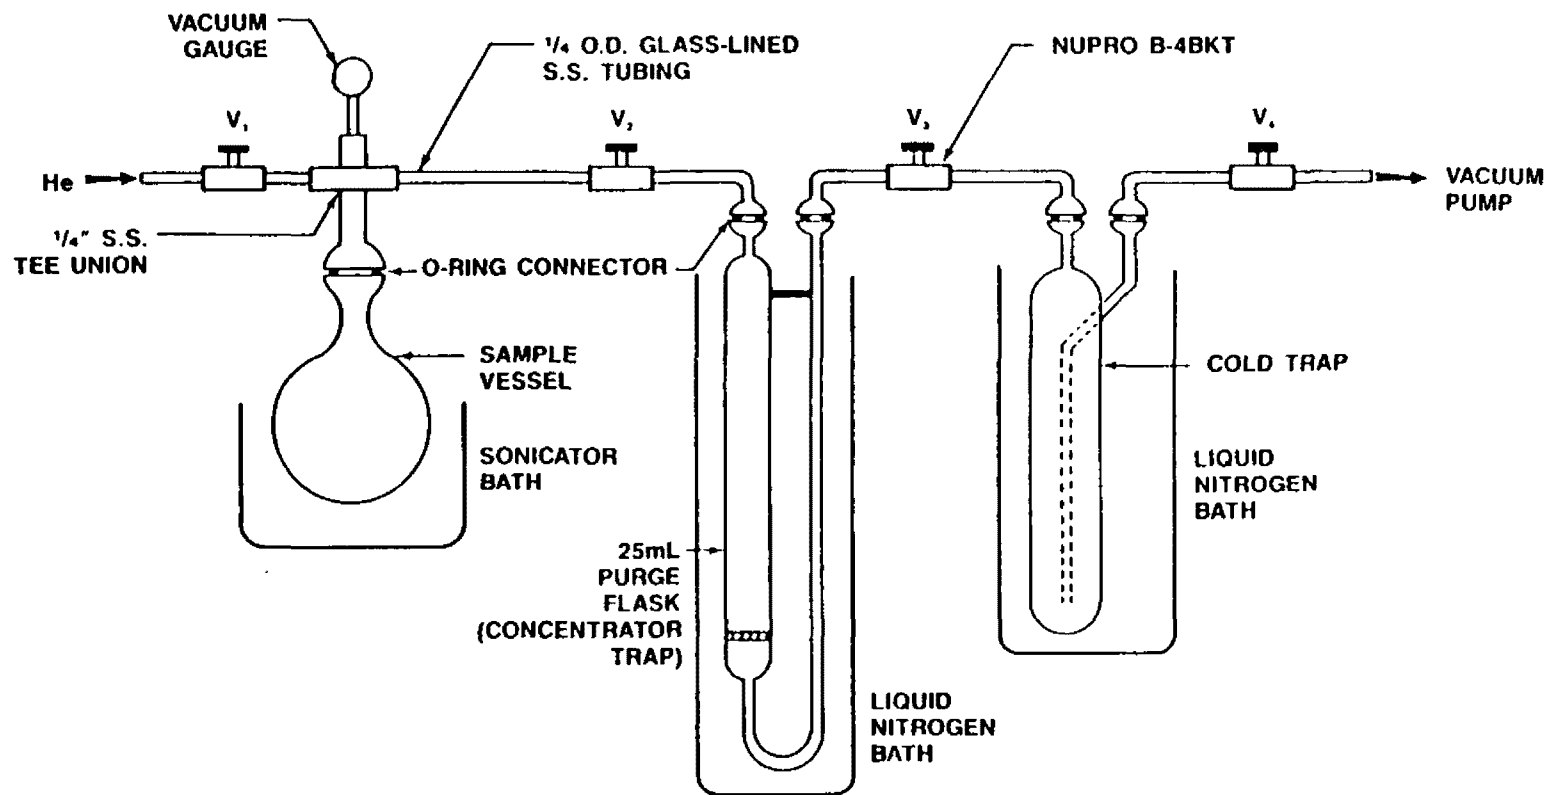 VACUUM
GAUGE
¼ O.D. GLASS-LINED
S.S. TUBING
NUPRO B-4BKT
V₁
V₂
V₃
V₄
He
VACUUM
PUMP
¼" S.S.
TEE UNION
O-RING CONNECTOR
SAMPLE
VESSEL
COLD TRAP
SONICATOR
BATH
LIQUID
NITROGEN
BATH
25mL
PURGE
FLASK
(CONCENTRATOR
TRAP)
LIQUID
NITROGEN
BATH